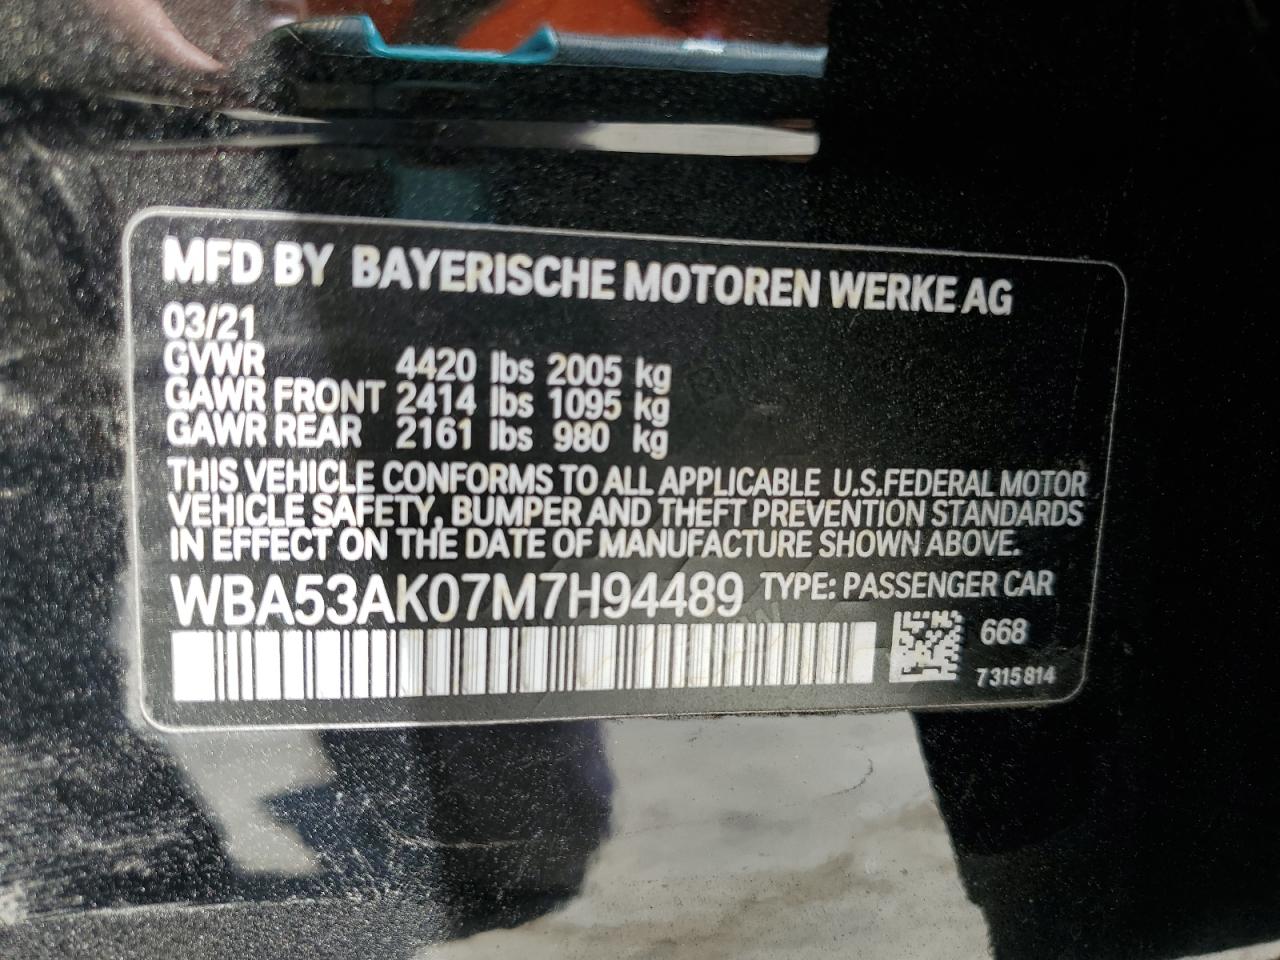 MFD BY BAYERISCHE MOTOREN WERKE AG
03/21
GVWR 4420 lbs 2005 kg
GAWR FRONT 2414 lbs 1095 kg
GAWR REAR 2161 lbs 980 kg
THIS VEHICLE CONFORMS TO ALL APPLICABLE U.S.FEDERAL MOTOR
VEHICLE SAFETY, BUMPER AND THEFT PREVENTION STANDARDS
IN EFFECT ON THE DATE OF MANUFACTURE SHOWN ABOVE.
WBA53AK07M7H94489 TYPE: PASSENGER CAR
668
7315814